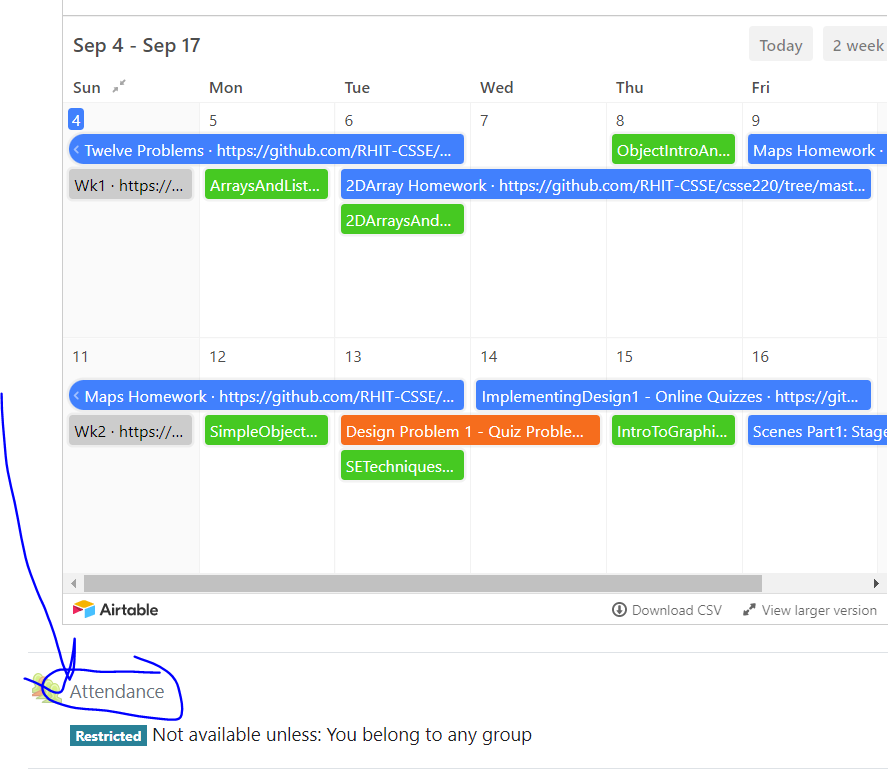 Sep 4 - Sep 17 Today 2 week
Sun Mon Tue Wed Thu Fri
4 5 6 7 8 9
Twelve Problems · https://github.com/RHIT-CSSE/... ObjectIntroAn... Maps Homework ·
Wk1 · https://... ArraysAndList... 2DArray Homework · https://github.com/RHIT-CSSE/csse220/tree/mast...
2DArraysAnd...
11 12 13 14 15 16
Maps Homework · https://github.com/RHIT-CSSE/... ImplementingDesign1 - Online Quizzes · https://git...
Wk2 · https://... SimpleObject... Design Problem 1 - Quiz Proble... IntroToGraphi... Scenes Part1: Stage
SETechniques...
Airtable Download CSV View larger version
Attendance
Restricted Not available unless: You belong to any group